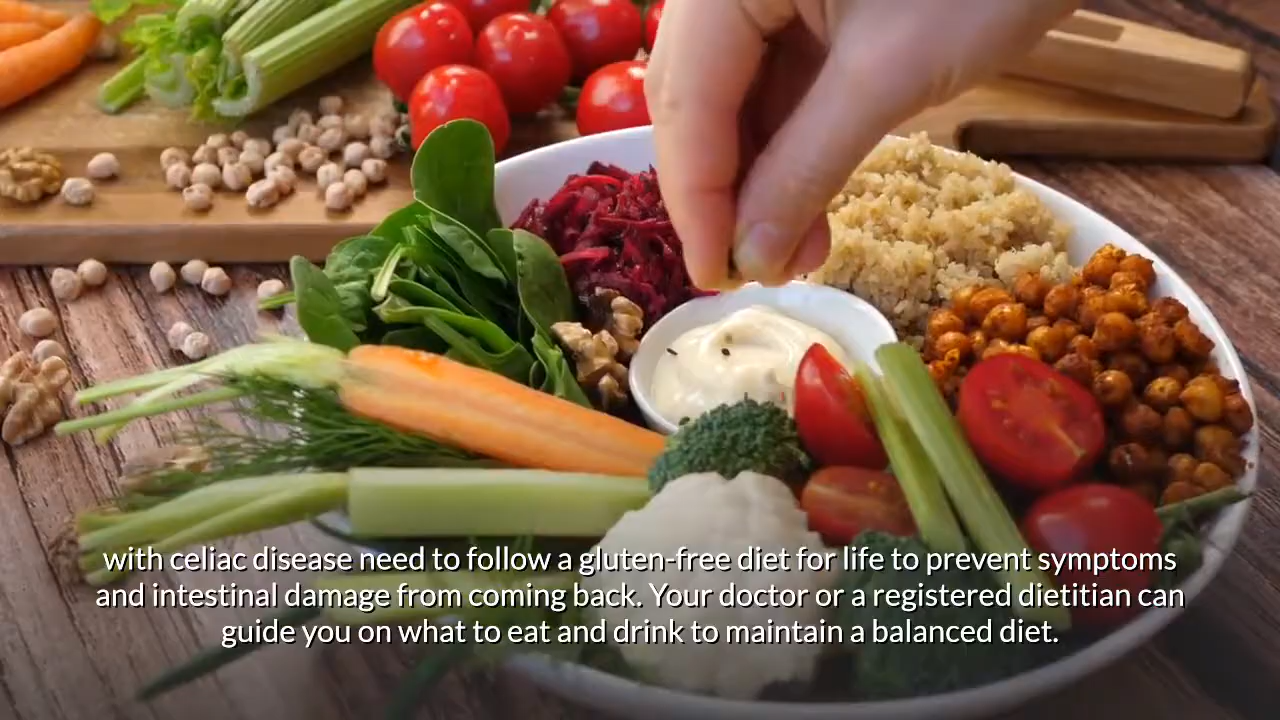 with celiac disease need to follow a gluten-free diet for life to prevent symptoms
and intestinal damage from coming back. Your doctor or a registered dietitian can
guide you on what to eat and drink to maintain a balanced diet.